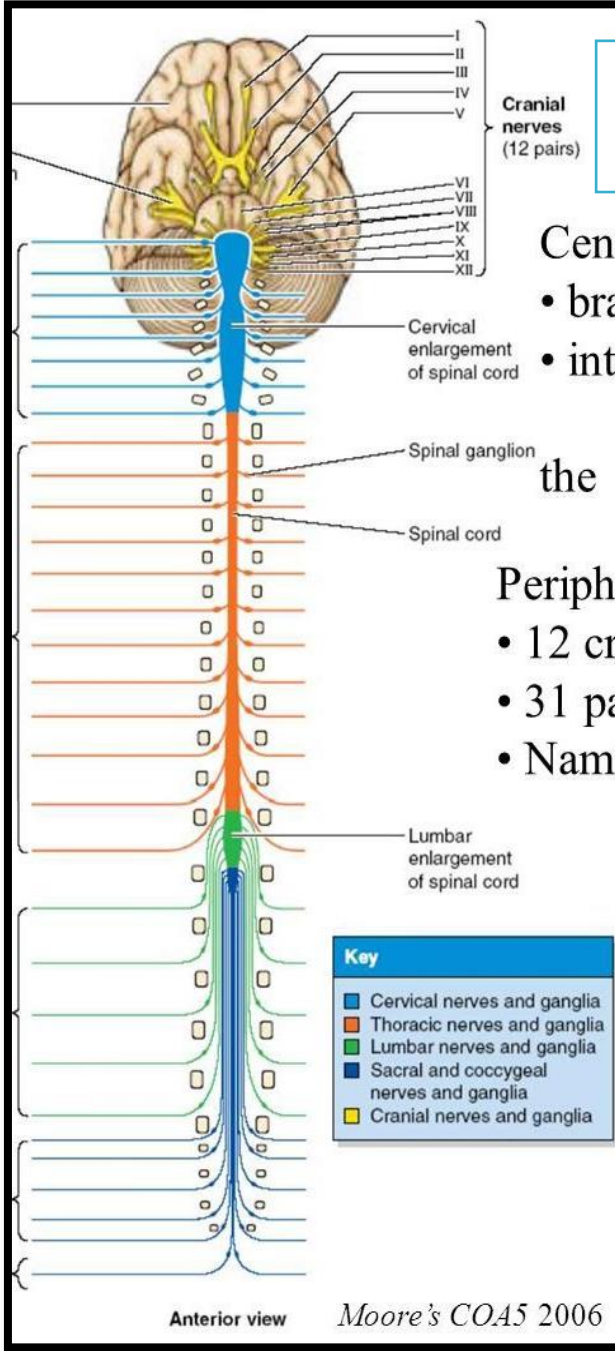 I
II
III
IV
V
Cranial
nerves
(12 pairs)
VI
VII
VIII
IX
X
XI
XII
n
Cen
• bra
Cervical
enlargement
of spinal cord
• int
Spinal ganglion
the
Spinal cord
Periph
• 12 cr
• 31 pa
• Nam
Lumbar
enlargement
of spinal cord
Key
Cervical nerves and ganglia
Thoracic nerves and ganglia
Lumbar nerves and ganglia
Sacral and coccygeal
nerves and ganglia
Cranial nerves and ganglia
Anterior view
Moore's COA5 2006